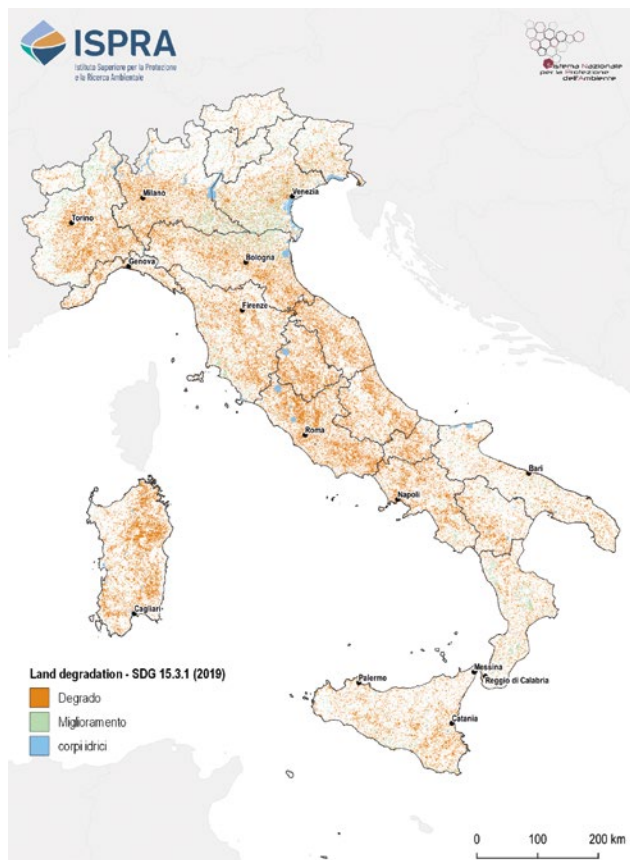 ISPRA
Istituto Superiore per la Protezione
e la Ricerca Ambientale
Sistema Nazionale
per la Protezione
dell'Ambiente
Milano
Venezia
Torino
Genova
Bologna
Firenze
Roma
Bari
Napoli
Cagliari
Messina
Reggio di Calabria
Palermo
Catania
Land degradation - SDG 15.3.1 (2019)
Degrado
Miglioramento
corpi idrici
0 100 200 km